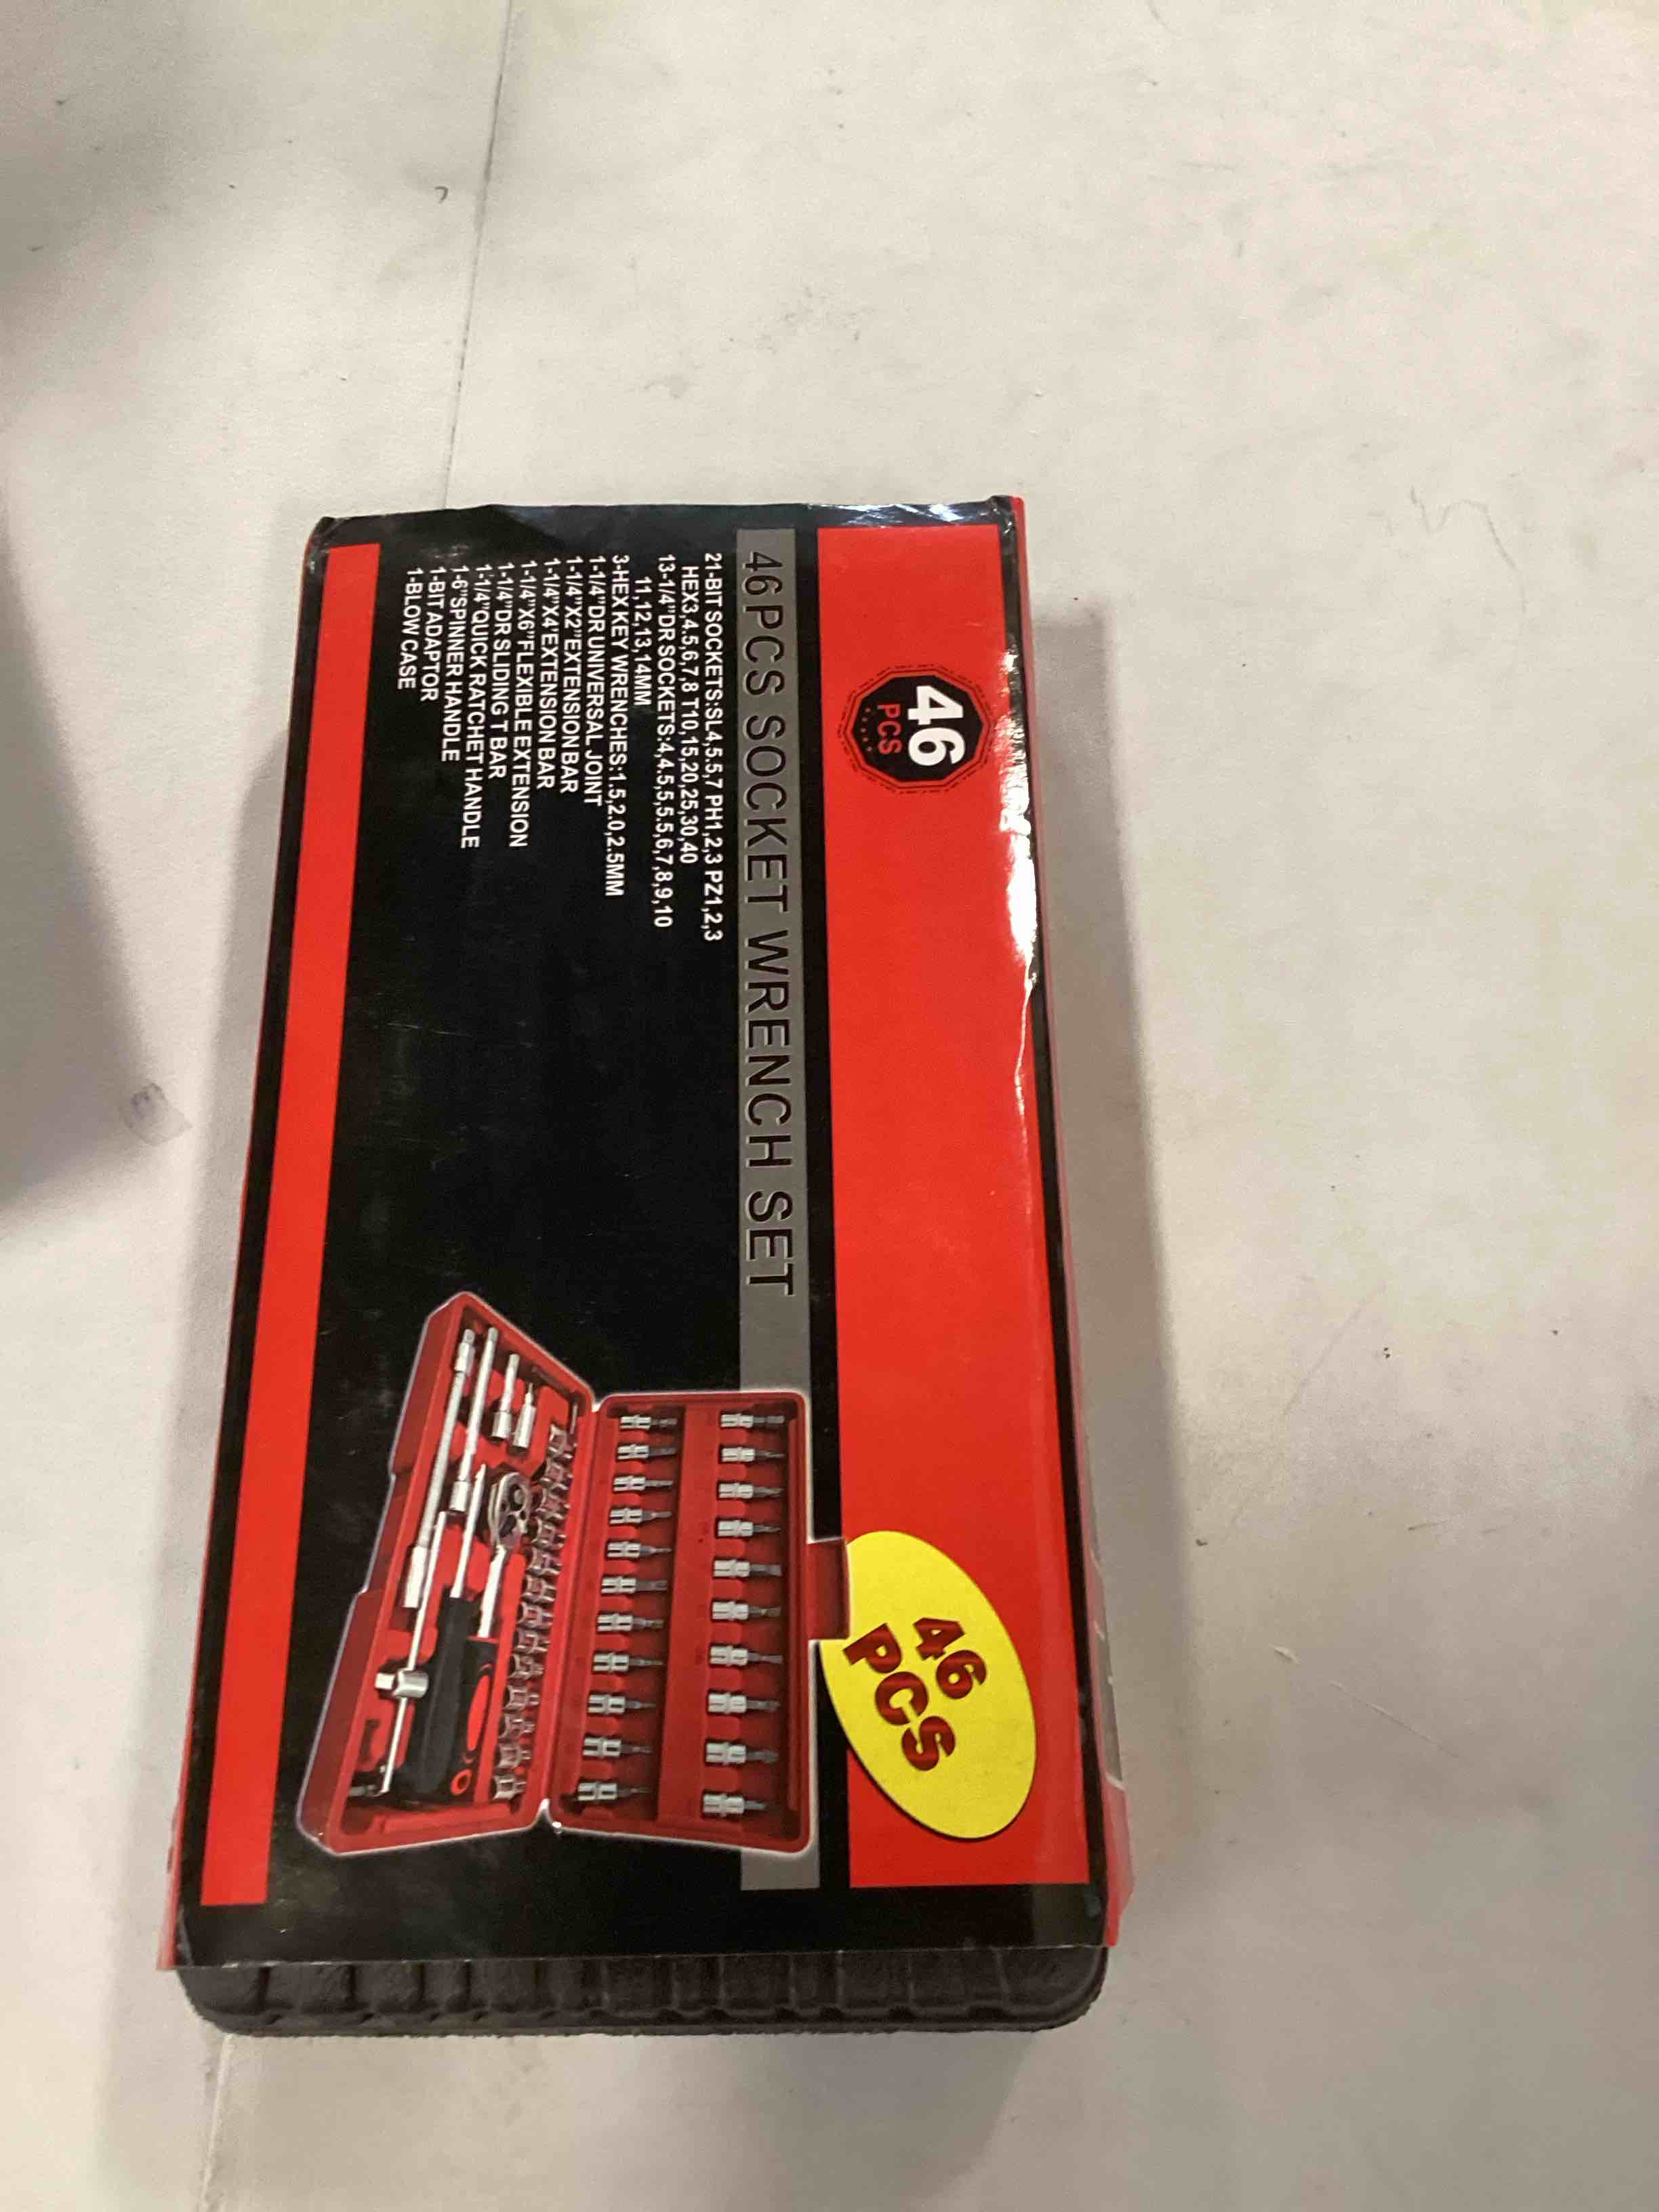 46
PCS
46PCS SOCKET WRENCH SET
21-BIT SOCKETS:SL4,5.5,7 PH1,2,3 PZ1,2,3
HEX3,4,5,6,7,8 T10,15,20,25,30,40
13-1/4"DR SOCKETS:4,4.5,5,5.5,6,7,8,9,10
11,12,13,14MM
3-HEX KEY WRENCHES:1.5,2.0,2.5MM
1-1/4"DR UNIVERSAL JOINT
1-1/4"X2"EXTENSION BAR
1-1/4"X4'EXTENSION BAR
1-1/4"X6"FLEXIBLE EXTENSION
1-1/4"DR SLIDING T BAR
1-1/4"QUICK RATCHET HANDLE
1-6"SPINNER HANDLE
1-BIT ADAPTOR
1-BLOW CASE
46
PCS